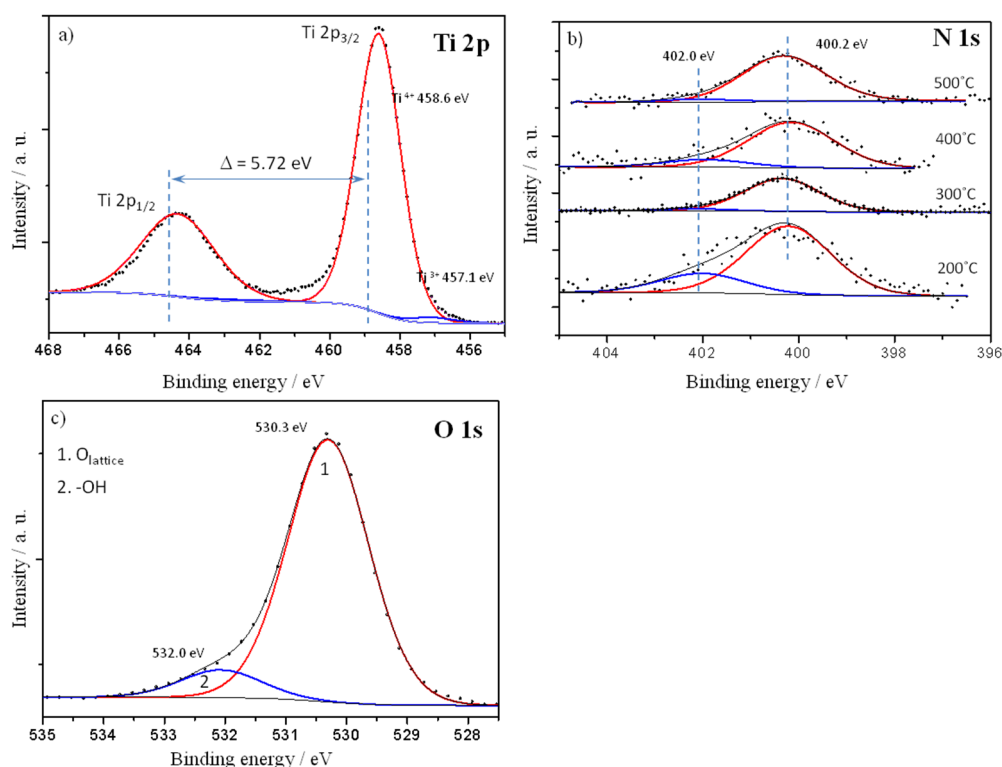 a)
Ti 2p3/2
Ti 2p
Ti4+ 458.6 eV
Δ = 5.72 eV
Ti 2p1/2
Ti3+ 457.1 eV
Intensity / a. u.
468 466 464 462 460 458 456
Binding energy / eV
b)
N 1s
402.0 eV
400.2 eV
500°C
400°C
300°C
200°C
Intensity / a. u.
404 402 400 398 396
Binding energy / eV
c)
O 1s
530.3 eV
1
1. Olattice
2. -OH
532.0 eV
2
Intensity / a. u.
535 534 533 532 531 530 529 528
Binding energy / eV